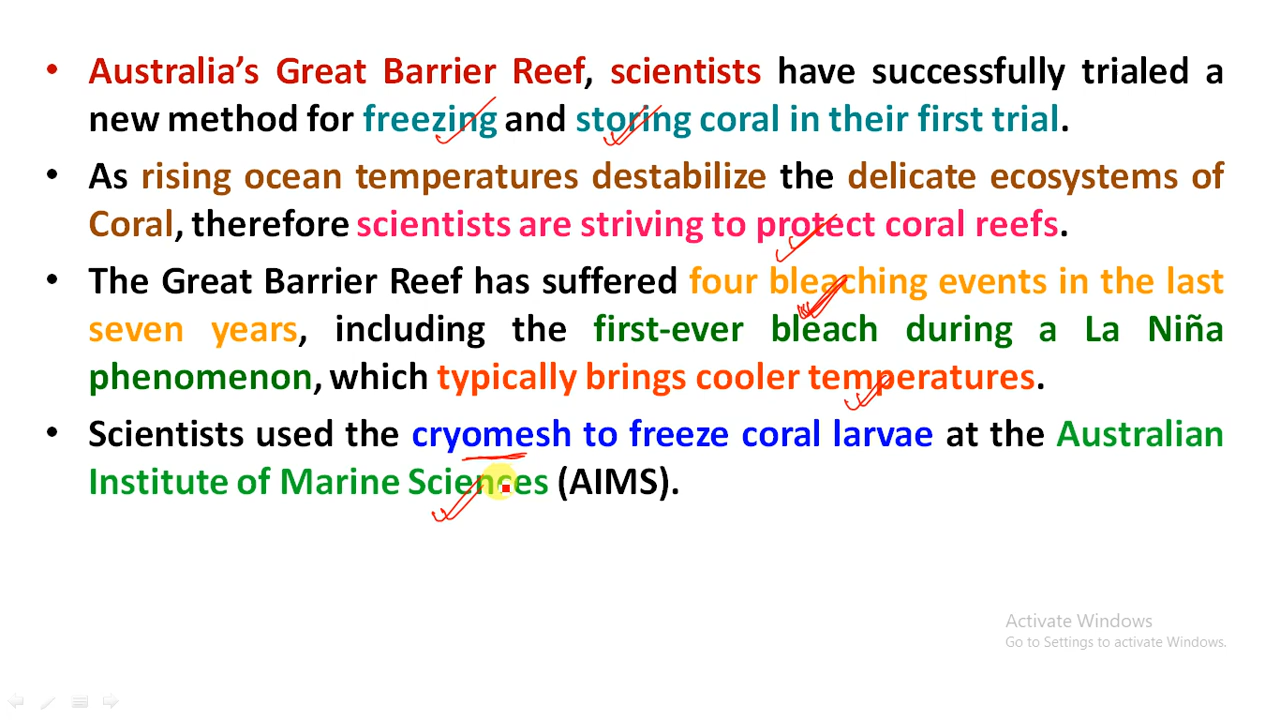 • Australia’s Great Barrier Reef, scientists have successfully trialed a
new method for freezing and storing coral in their first trial.
• As rising ocean temperatures destabilize the delicate ecosystems of
Coral, therefore scientists are striving to protect coral reefs.
• The Great Barrier Reef has suffered four bleaching events in the last
seven years, including the first-ever bleach during a La Niña
phenomenon, which typically brings cooler temperatures.
• Scientists used the cryomesh to freeze coral larvae at the Australian
Institute of Marine Sciences (AIMS).
Activate Windows
Go to Settings to activate Windows.